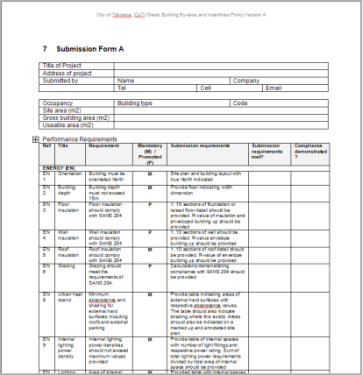 City of Tshwane (CoT) Green Building By-laws and Incentives Policy Version A
7 Submission Form A
Title of Project
Address of project
Submitted by Name Company
Tel Cell Email
Occupancy Building type Code
Site area (m2)
Gross building area (m2)
Useable area (m2)
Performance Requirements
Ref Title Requirement Mandatory Submission requirements Submission Compliance
(M) / requirements demonstrated
Promoted met? ?
(P)
ENERGY (EN)
EN Orientation Building must be M Site plan and building layout with
1 orientated North true North indicated
EN Building Building depth M Provide floor indicating width
2 depth must not exceed dimension
15m
EN Floor Floor insulation P 1: 10 sections of foundation or
3 insulation should comply raised floor detail should be
with SANS 204 provided. R-value of insulation and
enveloped building up should be
provided
EN Wall Wall insulation P 1: 10 sections of wall should be
4 insulation should comply provided. R-value envelope
with SANS 204 building up should be provided
EN Roof Roof insulation M 1: 10 sections of roof detail should
5 insulation should comply be provided. R-value of envelope
with SANS 204 building up should be provided
EN Glazing Glazing should P Calculations demonstrating
6 meet the compliance with SANS 204 should
requirements of be provided
SANS 204
EN Urban heat Minimum M Provide table indicating areas of
8 island absorptance and external hard surfaces with
shading for respective absorptance values.
external hard The table should also indicate
surfaces including shading where this exists. Areas
roofs and external should also be indicated on a
parking marked up and annotated site
plan.
EN Internal Internal lighting M Provide table of internal spaces
9 lighting power densities with number of light fittings and
power should not exceed respective power rating. Sum of
density maximum values total lighting power requirements
provided divided by total area of internal
space should be provided
EN Lighting Area of internal M Provide table with internal spaces